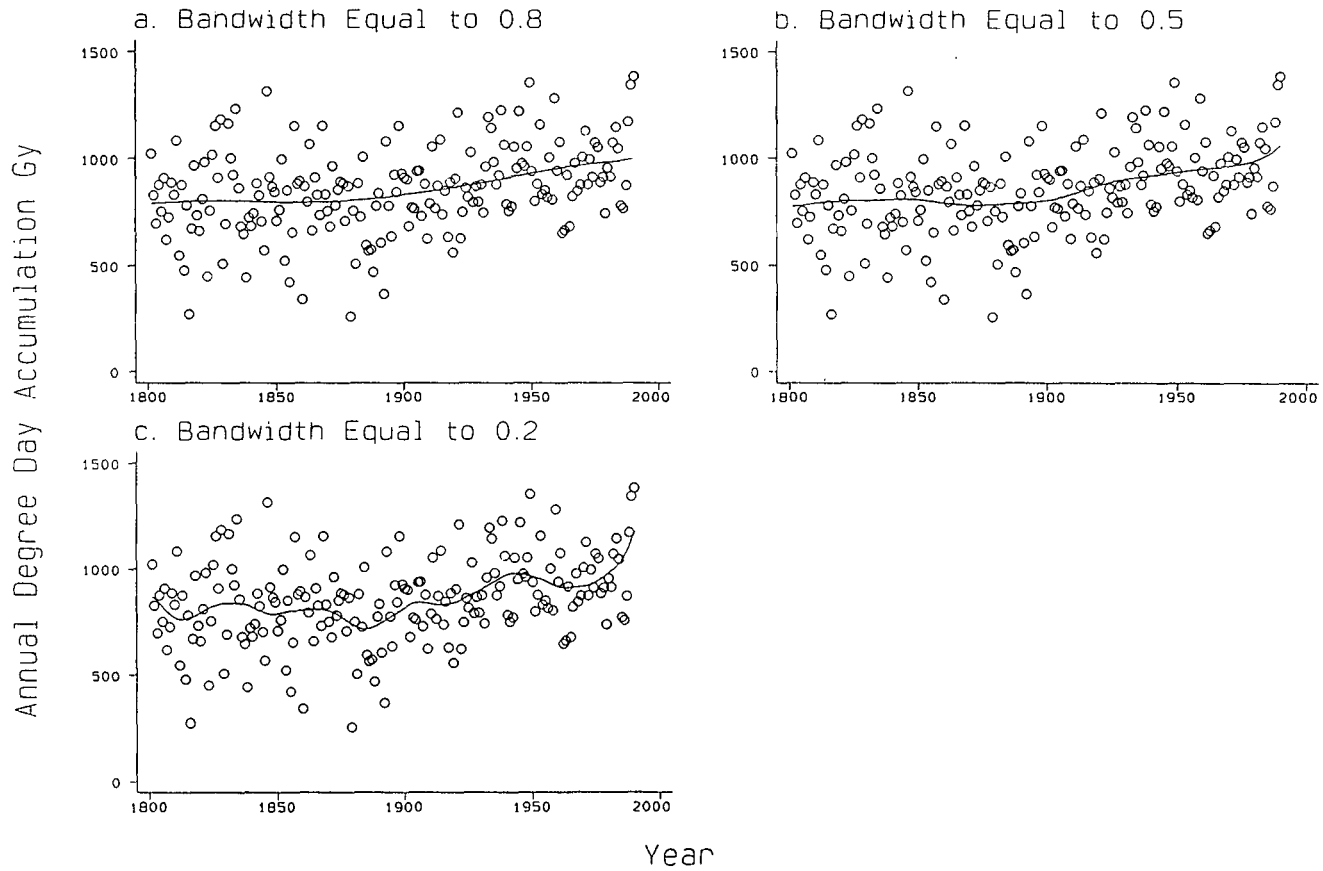 a. Bandwidth Equal to 0.8
1500
1000
500
0
1800 1850 1900 1950 2000
b. Bandwidth Equal to 0.5
1500
1000
500
0
1800 1850 1900 1950 2000
c. Bandwidth Equal to 0.2
1500
1000
500
0
1800 1850 1900 1950 2000
Annual Degree Day Accumulation Gy
Year